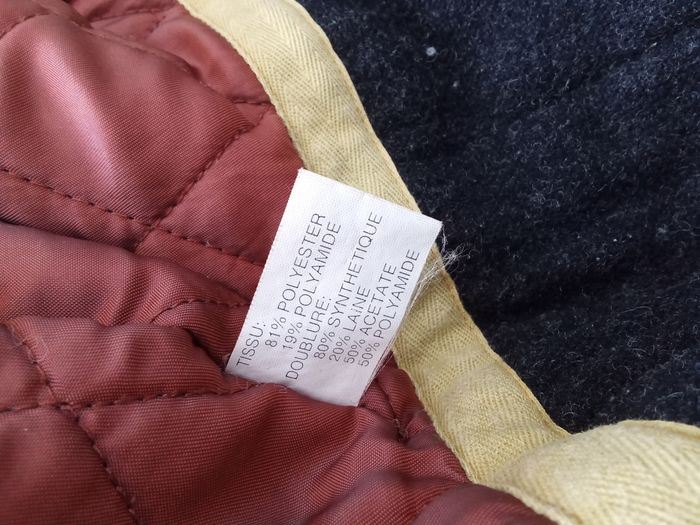 TISSU:
81% POLYESTER
19% POLYAMIDE
DOUBLURE:
80% SYNTHETIQUE
20% LAiNE
50% ACETATE
50% POLYAMIDE